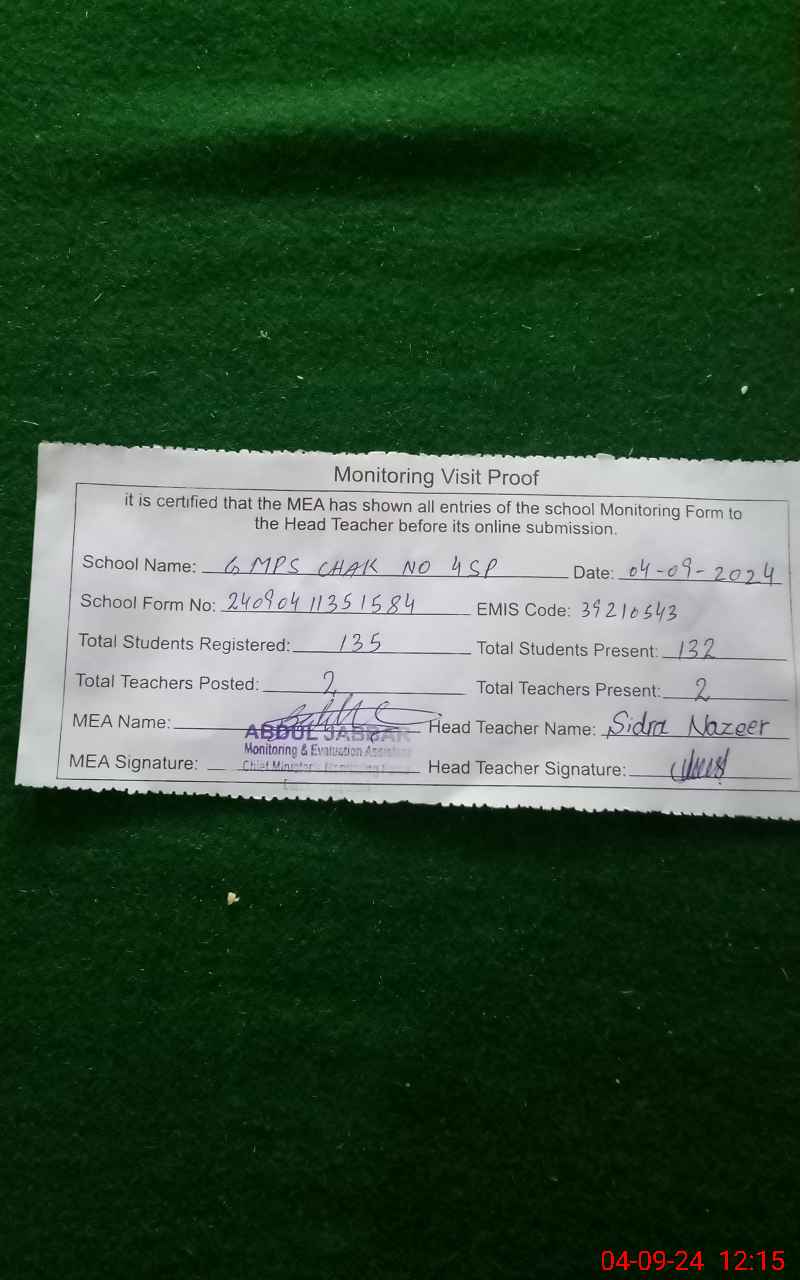 Monitoring Visit Proof
it is certified that the MEA has shown all entries of the school Monitoring Form to
the Head Teacher before its online submission.
School Name: GMPS CHAK NO 4SP Date: 04-09-2024
School Form No: 24090411351584 EMIS Code: 39210543
Total Students Registered: 135 Total Students Present: 132
Total Teachers Posted: 2 Total Teachers Present: 2
MEA Name: ABDUL JABBAR Head Teacher Name: Sidra Nazeer
Monitoring & Evaluation Assistant
MEA Signature: Chief Minister's Monitoring Head Teacher Signature:
04-09-24 12:15